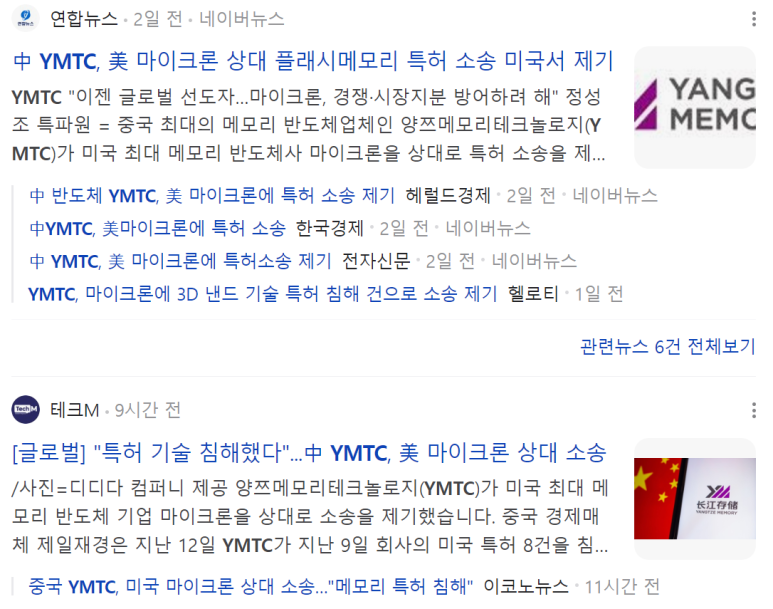 연합뉴스
연합뉴스 · 2일 전 · 네이버뉴스
中 YMTC, 美 마이크론 상대 플래시메모리 특허 소송 미국서 제기
YMTC "이젠 글로벌 선도자...마이크론, 경쟁·시장지분 방어하려 해" 정성
조 특파원 = 중국 최대의 메모리 반도체업체인 양쯔메모리테크놀로지(Y
MTC)가 미국 최대 메모리 반도체사 마이크론을 상대로 특허 소송을 제...
YANG
MEMO
中 반도체 YMTC, 美 마이크론에 특허 소송 제기 헤럴드경제 · 2일 전 · 네이버뉴스
中YMTC, 美마이크론에 특허 소송 한국경제 · 2일 전 · 네이버뉴스
中 YMTC, 美 마이크론에 특허소송 제기 전자신문 · 2일 전 · 네이버뉴스
YMTC, 마이크론에 3D 낸드 기술 특허 침해 건으로 소송 제기 헬로티 · 1일 전
관련뉴스 6건 전체보기
TechM
테크M · 9시간 전
[글로벌] "특허 기술 침해했다"...中 YMTC, 美 마이크론 상대 소송
/사진=디디다 컴퍼니 제공 양쯔메모리테크놀로지(YMTC)가 미국 최대 메
모리 반도체 기업 마이크론을 상대로 소송을 제기했습니다. 중국 경제매
체 제일재경은 지난 12일 YMTC가 지난 9일 회사의 미국 특허 8건을 침...
长江存储
YANGTZE MEMORY
중국 YMTC, 미국 마이크론 상대 소송..."메모리 특허 침해" 이코노뉴스 · 11시간 전